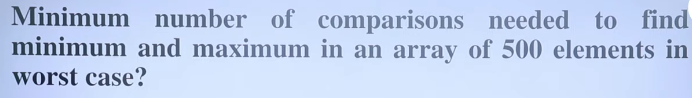 Minimum number of comparisons needed to find
minimum and maximum in an array of 500 elements in
worst case?